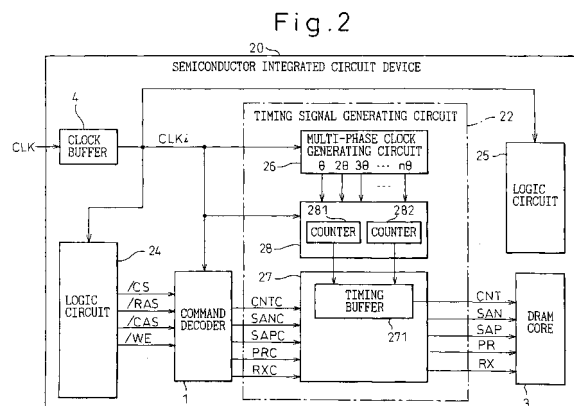 Fig.2
20
SEMICONDUCTOR INTEGRATED CIRCUIT DEVICE
4
TIMING SIGNAL GENERATING CIRCUIT
22
CLK
CLOCK BUFFER
CLKi
MULTI-PHASE CLOCK GENERATING CIRCUIT
θ 2θ 3θ ... nθ
26
25
LOGIC CIRCUIT
...
281 282
COUNTER COUNTER
28
24
LOGIC CIRCUIT
/CS
/RAS
/CAS
/WE
COMMAND DECODER
1
CNTC
SANC
SAPC
PRC
RXC
27
TIMING BUFFER
271
CNT
SAN
SAP
PR
RX
DRAM CORE
3